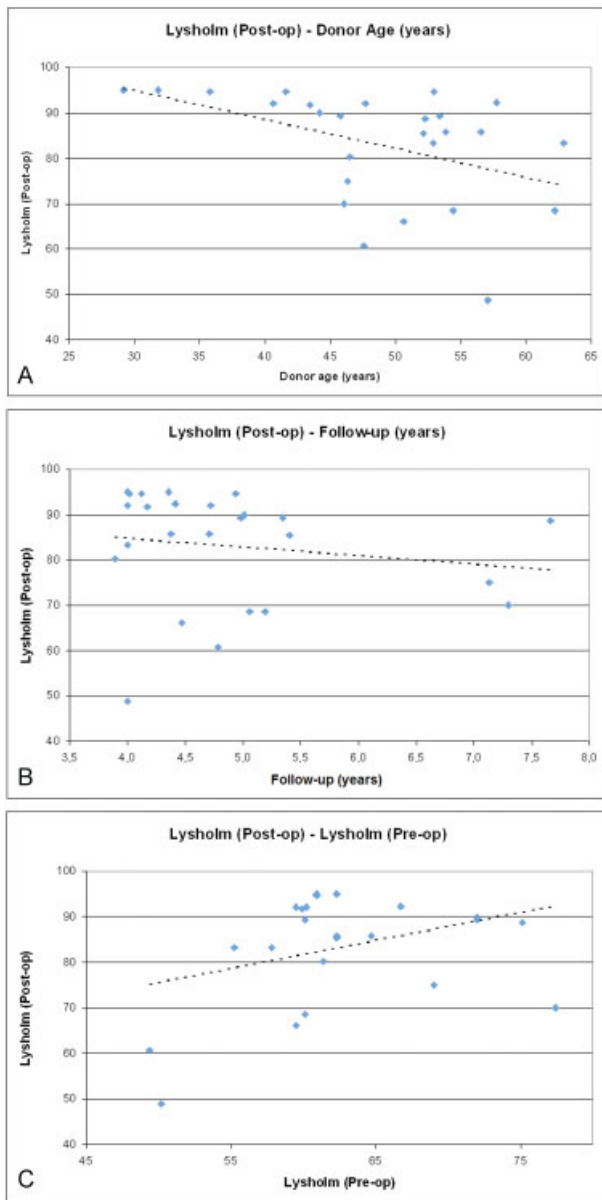 Lysholm (Post-op) - Donor Age (years)
100
90
80
70
60
50
40
Lysholm (Post-op)
25 30 35 40 45 50 55 60 65
Donor age (years)
A
Lysholm (Post-op) - Follow-up (years)
100
90
80
70
60
50
40
Lysholm (Post-op)
3,5 4,0 4,5 5,0 5,5 6,0 6,5 7,0 7,5 8,0
Follow-up (years)
B
Lysholm (Post-op) - Lysholm (Pre-op)
100
90
80
70
60
50
40
Lysholm (Post-op)
45 55 65 75
Lysholm (Pre-op)
C